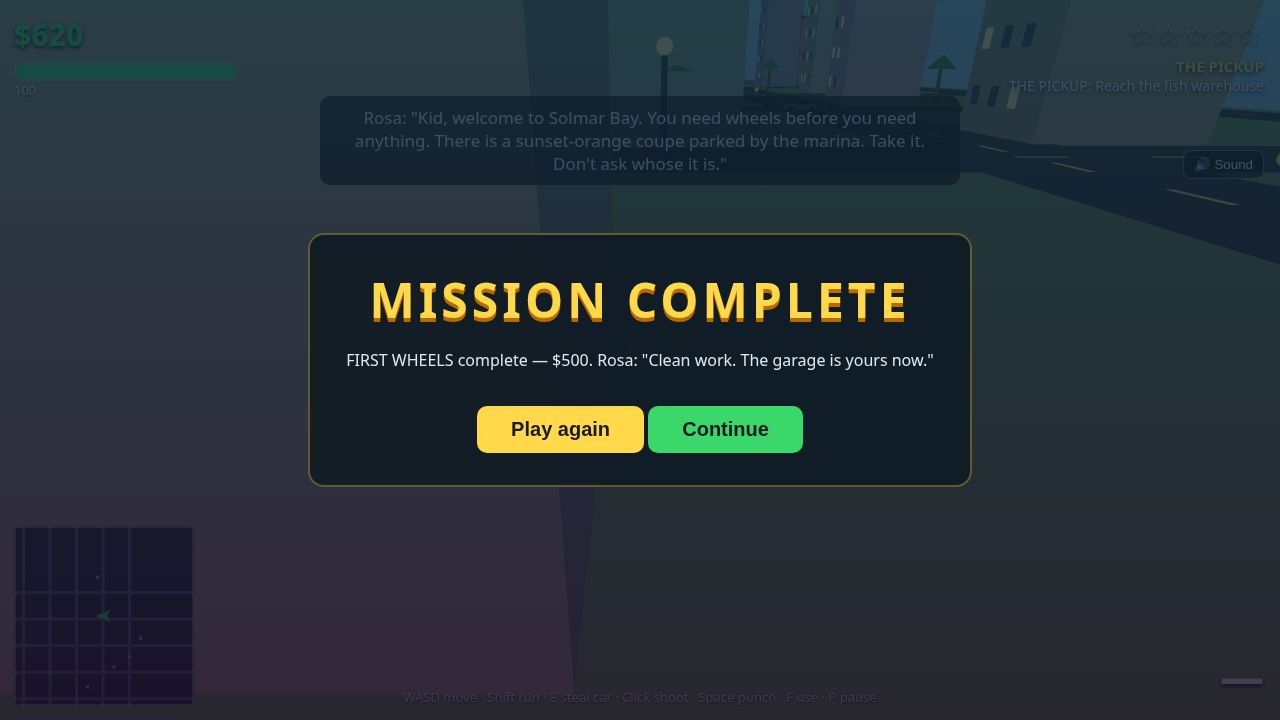 $620
100
☆☆☆☆☆
THE PICKUP
THE PICKUP: Reach the fish warehouse
Rosa: "Kid, welcome to Solmar Bay. You need wheels before you need
anything. There is a sunset-orange coupe parked by the marina. Take it.
Don't ask whose it is."
🔊 Sound
MISSION COMPLETE
FIRST WHEELS complete — $500. Rosa: "Clean work. The garage is yours now."
Play again
Continue
WASD move · Shift run · E steal car · Click shoot · Space punch · F use · P pause